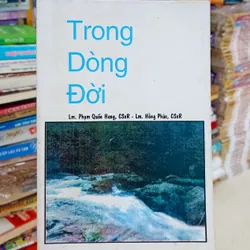 Trong
Dòng
Đời
Lm. Phạm Quốc Hưng, CSsR - Lm. Hồng Phúc, CSsR